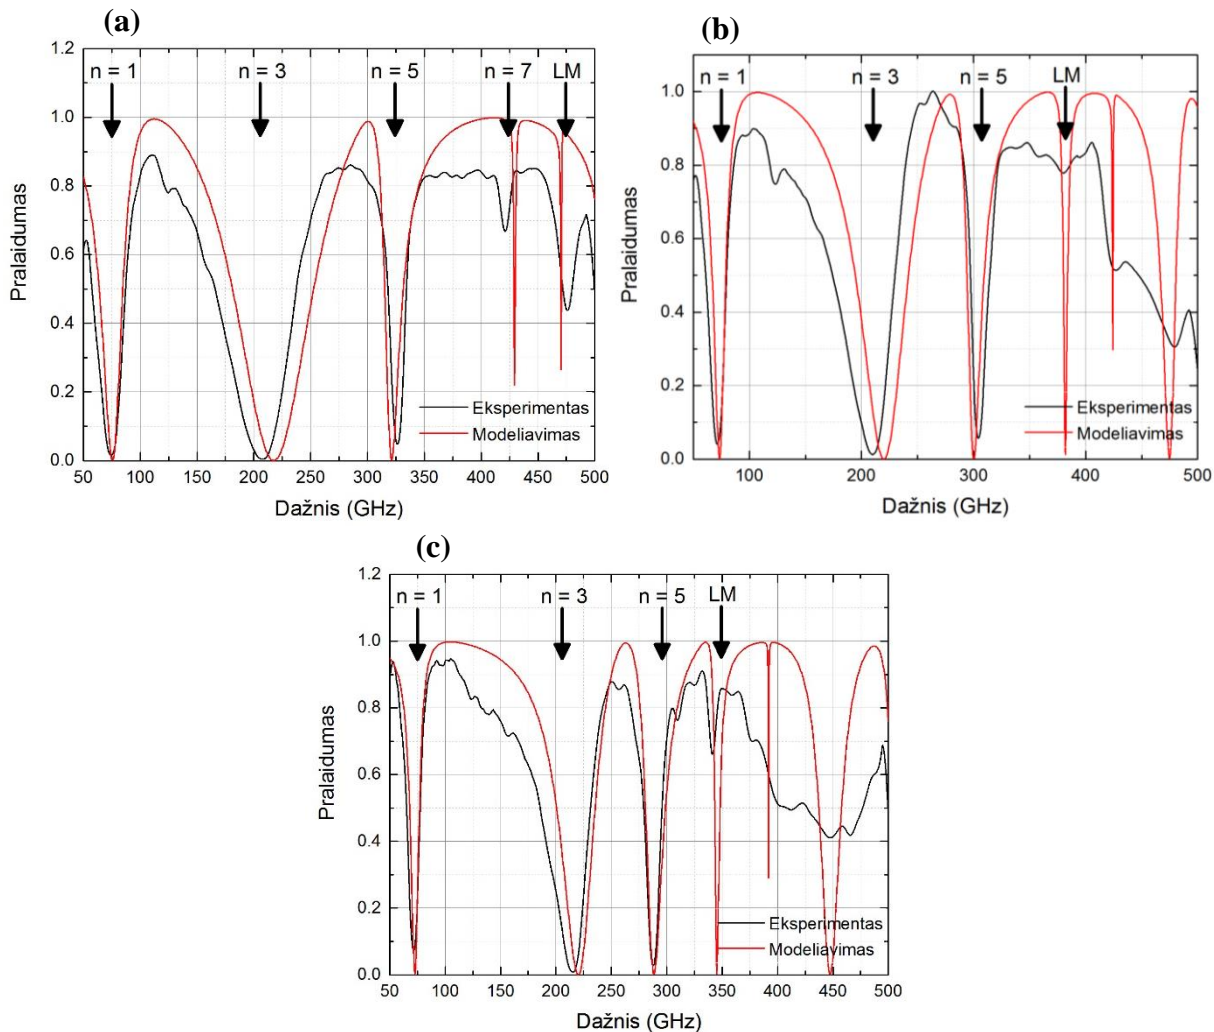 (a)
n = 1 n = 3 n = 5 n = 7 LM
1.2
1.0
0.8
0.6
0.4
0.2
0.0
Pralaidumas
Eksperimentas
Modeliavimas
50 100 150 200 250 300 350 400 450 500
Dažnis (GHz)
(b)
n = 1 n = 3 n = 5 LM
1.0
0.8
0.6
0.4
0.2
0.0
Pralaidumas
Eksperimentas
Modeliavimas
100 200 300 400 500
Dažnis (GHz)
(c)
n = 1 n = 3 n = 5 LM
1.2
1.0
0.8
0.6
0.4
0.2
0.0
Pralaidumas
Eksperimentas
Modeliavimas
50 100 150 200 250 300 350 400 450 500
Dažnis (GHz)